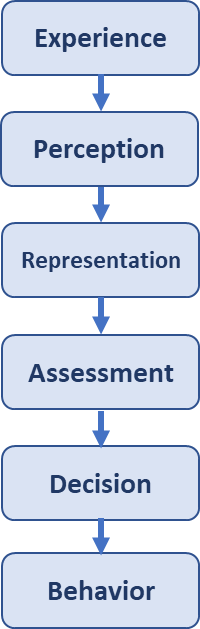 Experience
Perception
Representation
Assessment
Decision
Behavior